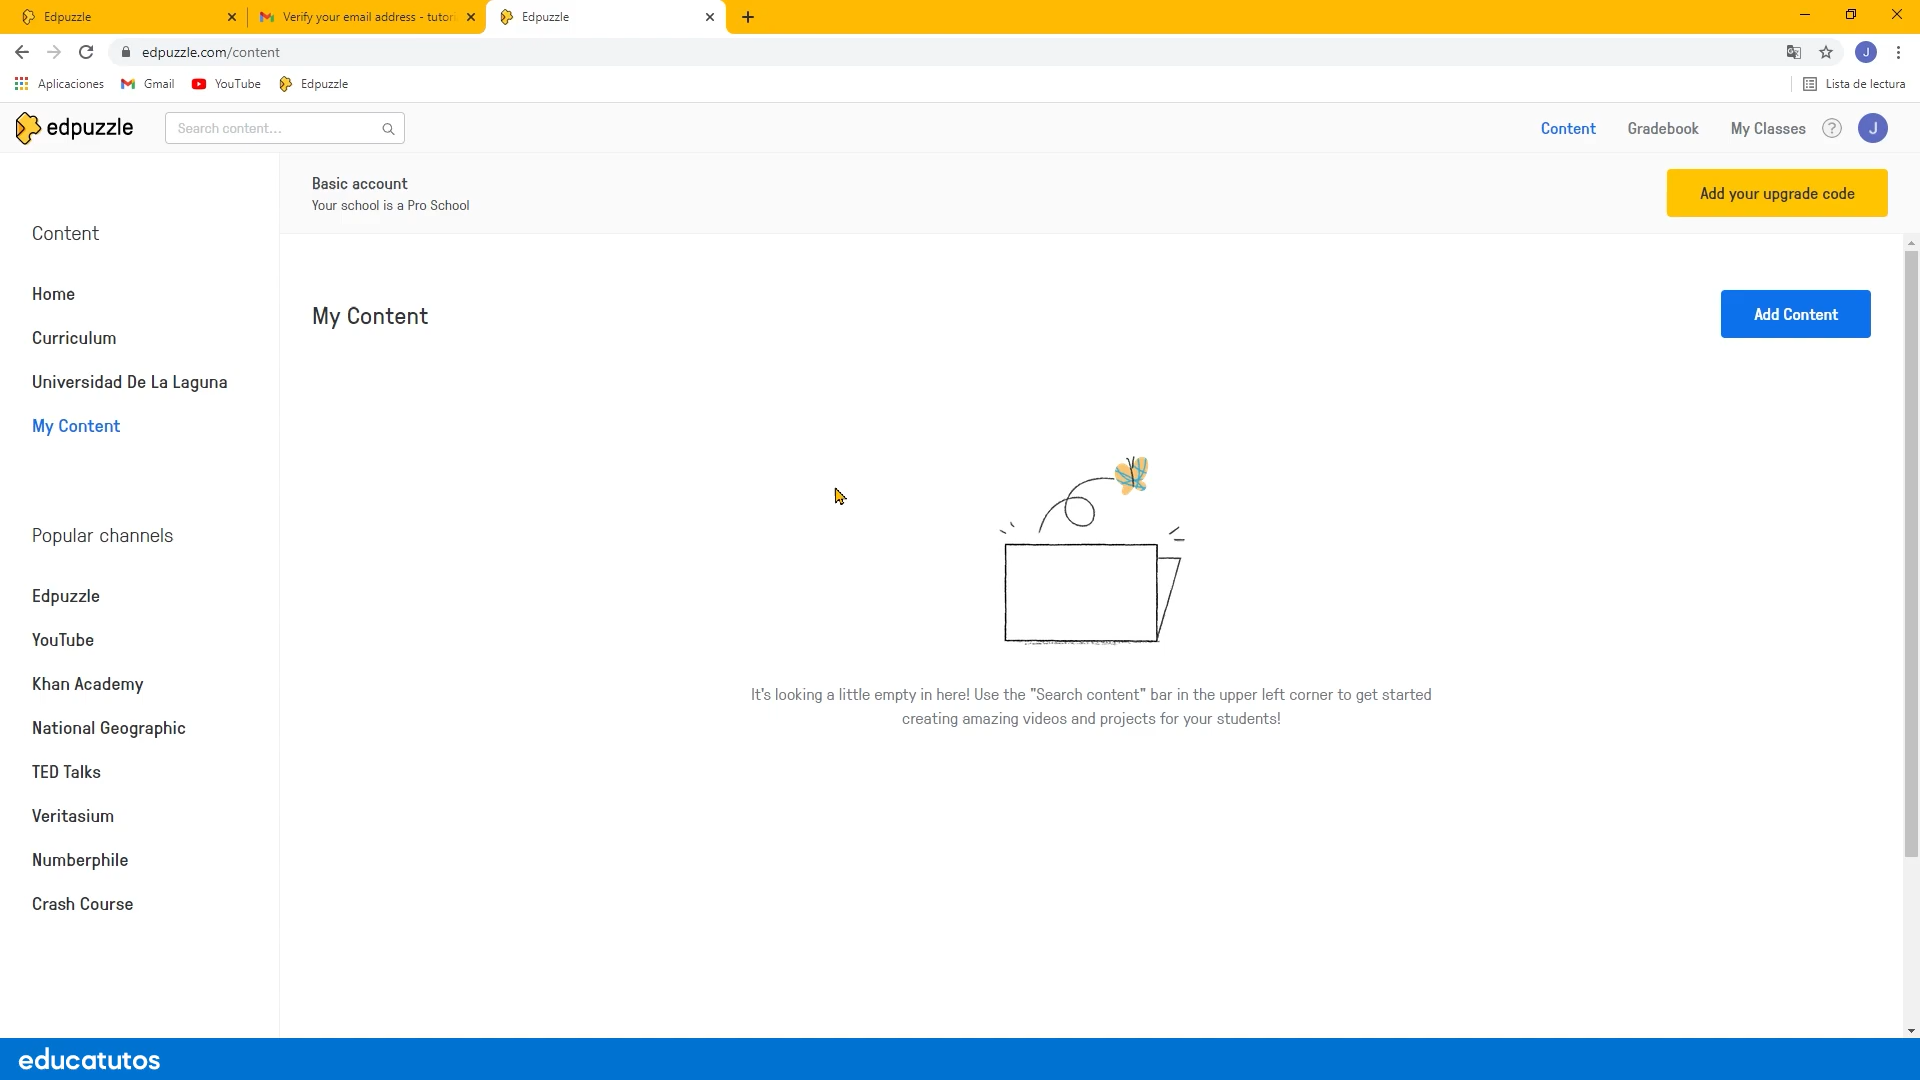 Edpuzzle
Verify your email address - tutori
Edpuzzle
edpuzzle.com/content
J
Aplicaciones
Gmail
YouTube
Edpuzzle
Lista de lectura
edpuzzle
Search content...
Content
Gradebook
My Classes
?
J
Basic account
Your school is a Pro School
Add your upgrade code
Content
Home
Curriculum
Universidad De La Laguna
My Content
Popular channels
Edpuzzle
YouTube
Khan Academy
National Geographic
TED Talks
Veritasium
Numberphile
Crash Course
My Content
Add Content
It's looking a little empty in here! Use the "Search content" bar in the upper left corner to get started
creating amazing videos and projects for your students!
educatutos